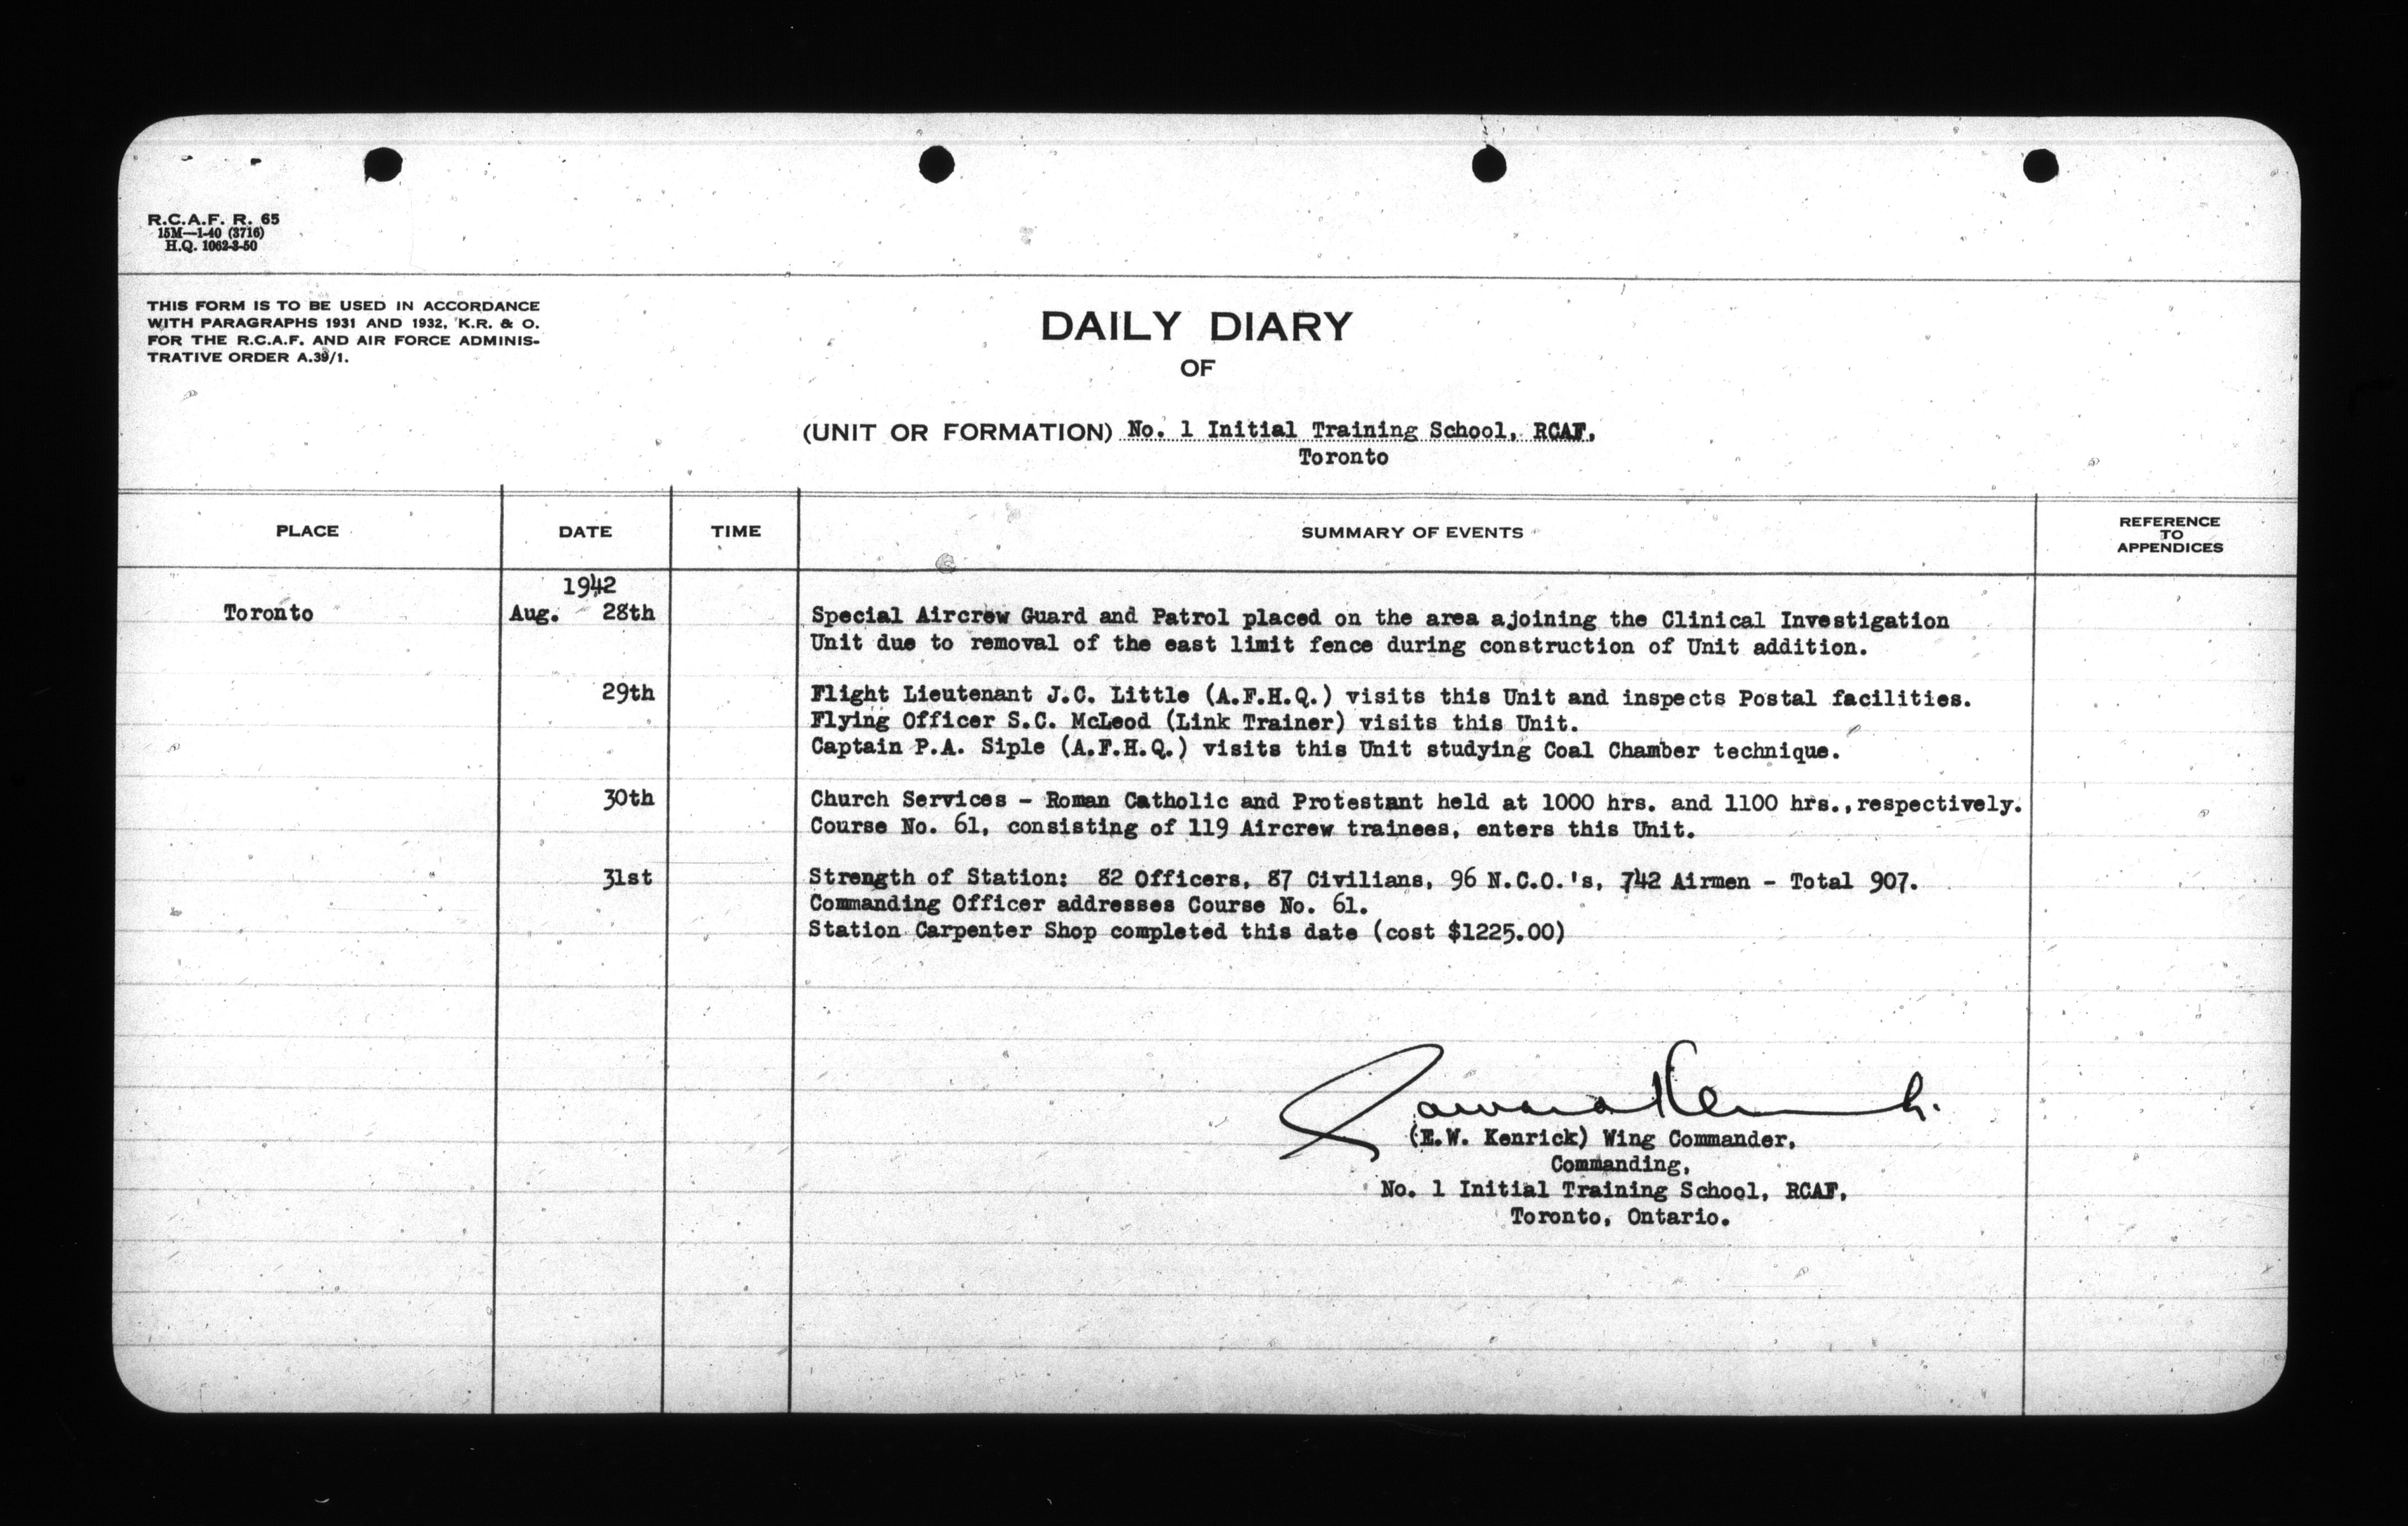 R.C.A.F. R. 65
15M—1-40 (3716)
H.Q. 1062-3-50
THIS FORM IS TO BE USED IN ACCORDANCE
WITH PARAGRAPHS 1931 AND 1932, K.R. & O.
FOR THE R.C.A.F. AND AIR FORCE ADMINIS-
TRATIVE ORDER A.39/1.
DAILY DIARY
OF
(UNIT OR FORMATION) No. 1 Initial Training School, RCAF,
Toronto
PLACE DATE TIME SUMMARY OF EVENTS REFERENCE TO APPENDICES
1942
Toronto Aug. 28th Special Aircrew Guard and Patrol placed on the area ajoining the Clinical Investigation
Unit due to removal of the east limit fence during construction of Unit addition.
29th Flight Lieutenant J.C. Little (A.F.H.Q.) visits this Unit and inspects Postal facilities.
Flying Officer S.C. McLeod (Link Trainer) visits this Unit.
Captain P.A. Siple (A.F.H.Q.) visits this Unit studying Coal Chamber technique.
30th Church Services - Roman Catholic and Protestant held at 1000 hrs. and 1100 hrs., respectively.
Course No. 61, consisting of 119 Aircrew trainees, enters this Unit.
31st Strength of Station: 82 Officers, 87 Civilians, 96 N.C.O.'s, 742 Airmen - Total 907.
Commanding Officer addresses Course No. 61.
Station Carpenter Shop completed this date (cost $1225.00)
(E.W. Kenrick) Wing Commander,
Commanding,
No. 1 Initial Training School, RCAF,
Toronto, Ontario.